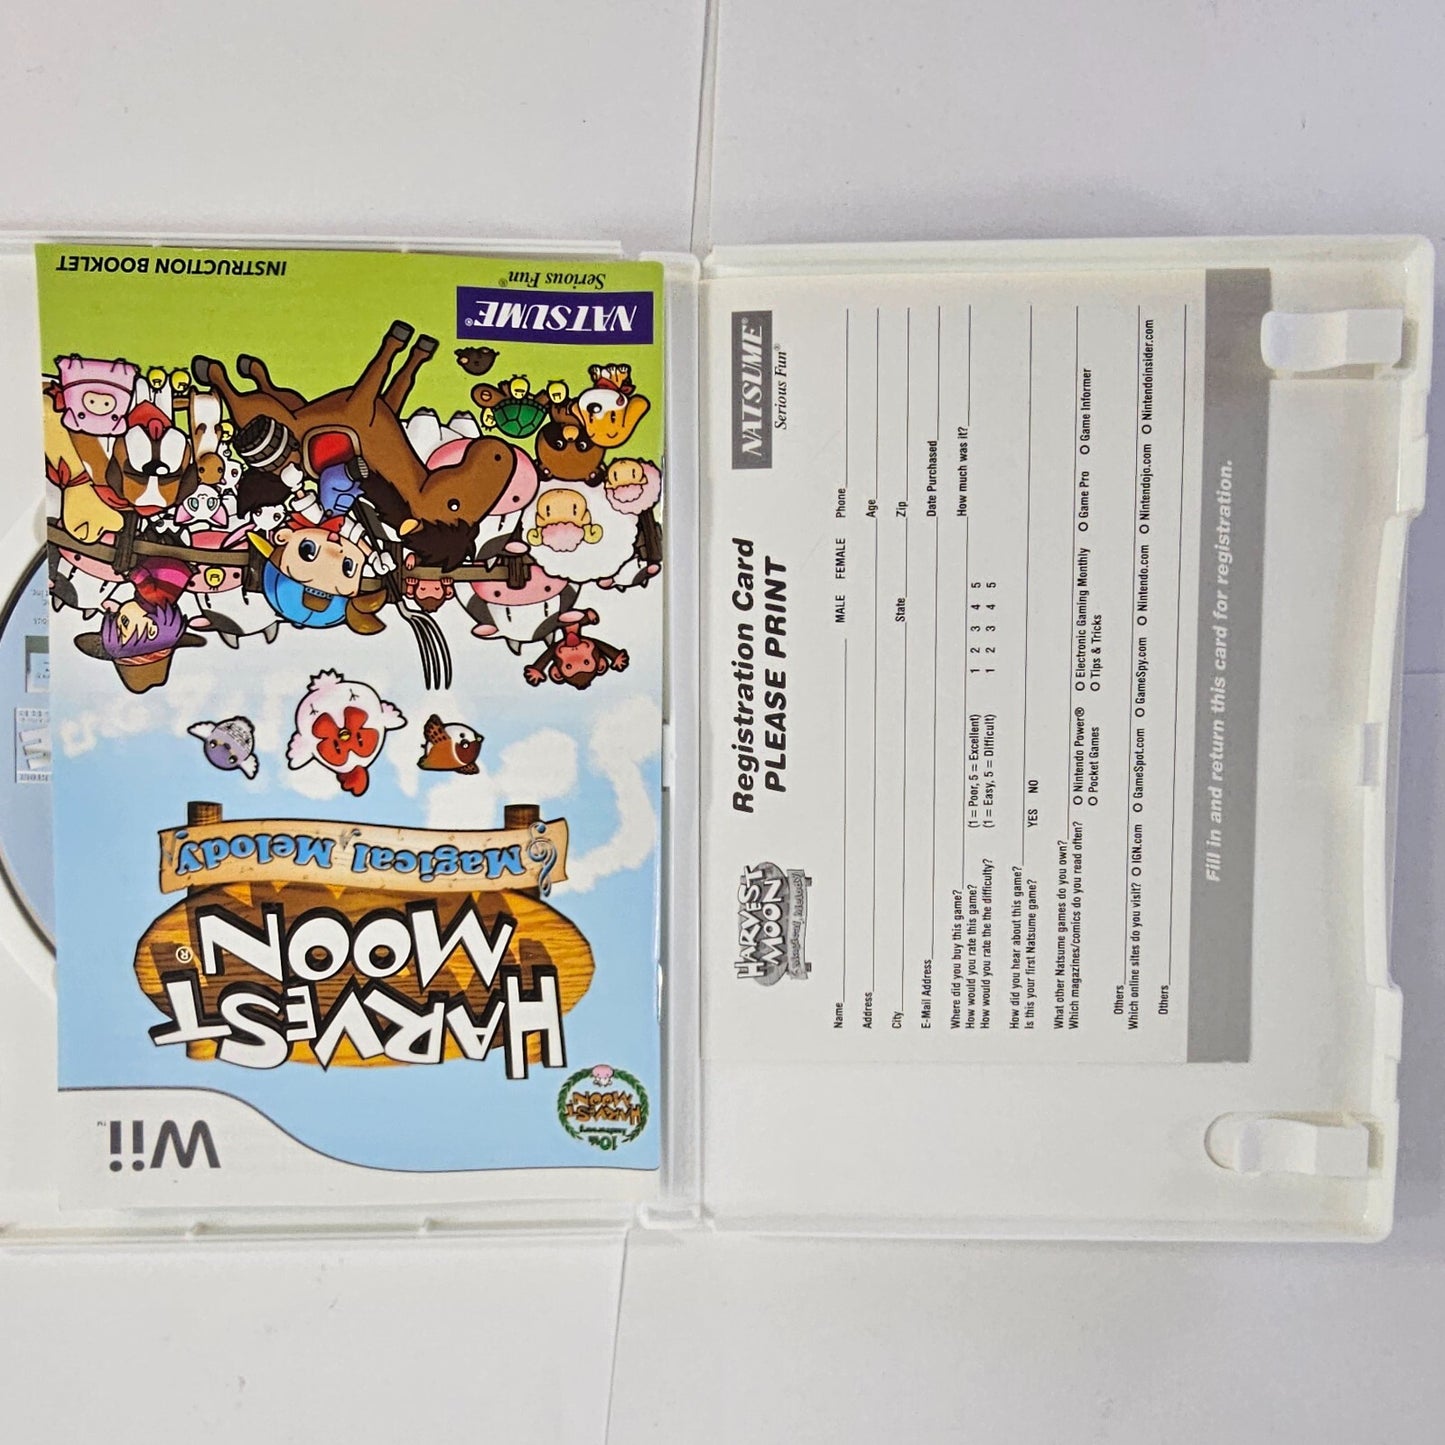 Wii™
10th
Anniversary
HARVEST
MOON
HARVEST
MOON®
Magical Melody
NATSUME®
Serious Fun®
INSTRUCTION BOOKLET
HARVEST
MOON
Magical Melody
Registration Card
PLEASE PRINT
NATSUME®
Serious Fun®
Name MALE FEMALE Phone
Address Age
City State Zip
E-Mail Address Date Purchased
Where did you buy this game? How much was it?
How would you rate this game? (1 = Poor, 5 = Excellent) 1 2 3 4 5
How would you rate the the difficulty? (1 = Easy, 5 = Difficult) 1 2 3 4 5
How did you hear about this game?
Is this your first Natsume game? YES NO
What other Natsume games do you own?
Which magazines/comics do you read often? O Nintendo Power® O Electronic Gaming Monthly O Game Pro O Game Informer
O Pocket Games O Tips & Tricks
Others
Which online sites do you visit? O IGN.com O GameSpot.com O GameSpy.com O Nintendo.com O Nintendojo.com O Nintendoinsider.com
Others
Fill in and return this card for registration.